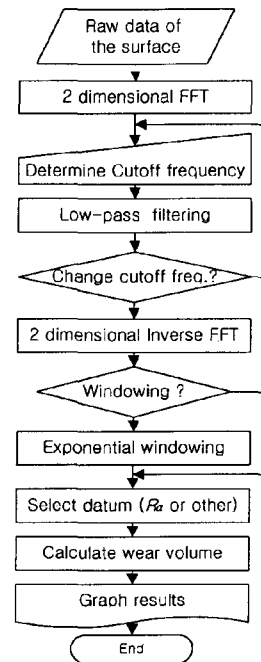 Raw data of
the surface
2 dimensional FFT
Determine Cutoff frequency
Low-pass filtering
Change cutoff freq.?
2 dimensional Inverse FFT
Windowing ?
Exponential windowing
Select datum (Ra or other)
Calculate wear volume
Graph results
End